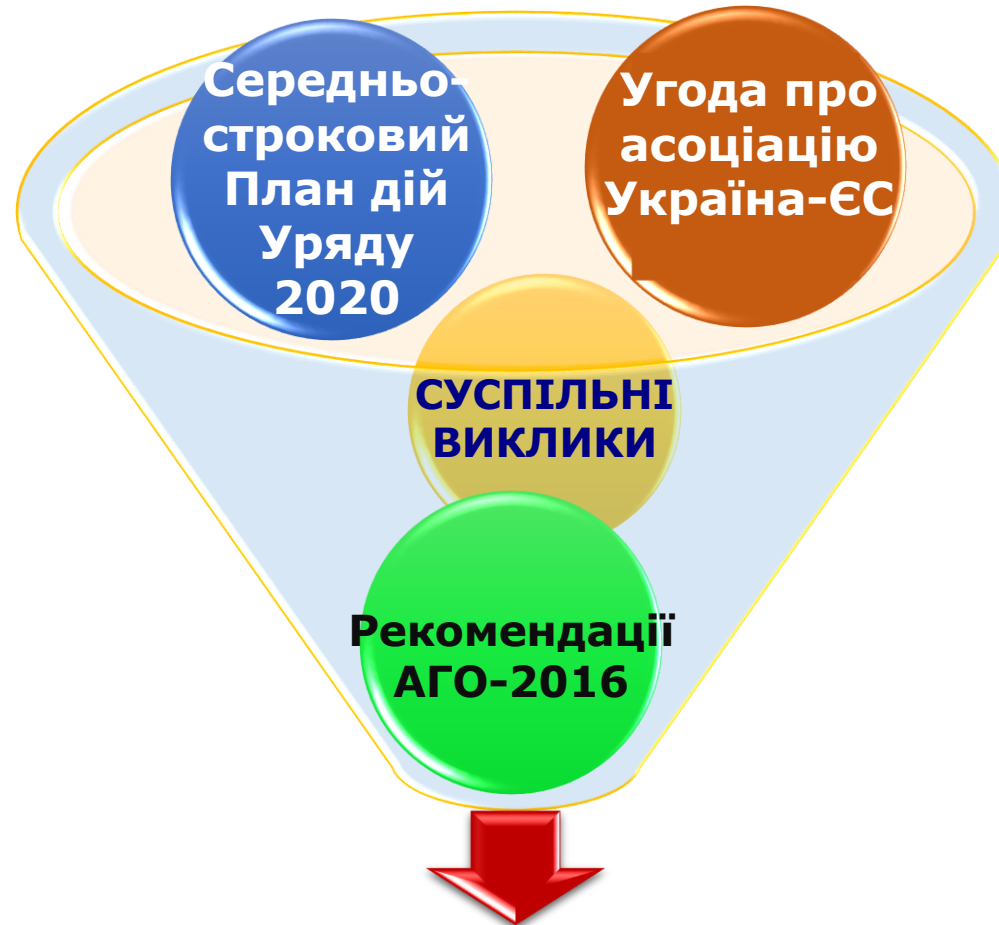 Середньо-
строковий
План дій
Уряду
2020
Угода про
асоціацію
Україна-ЄС
СУСПІЛЬНІ
ВИКЛИКИ
Рекомендації
АГО-2016